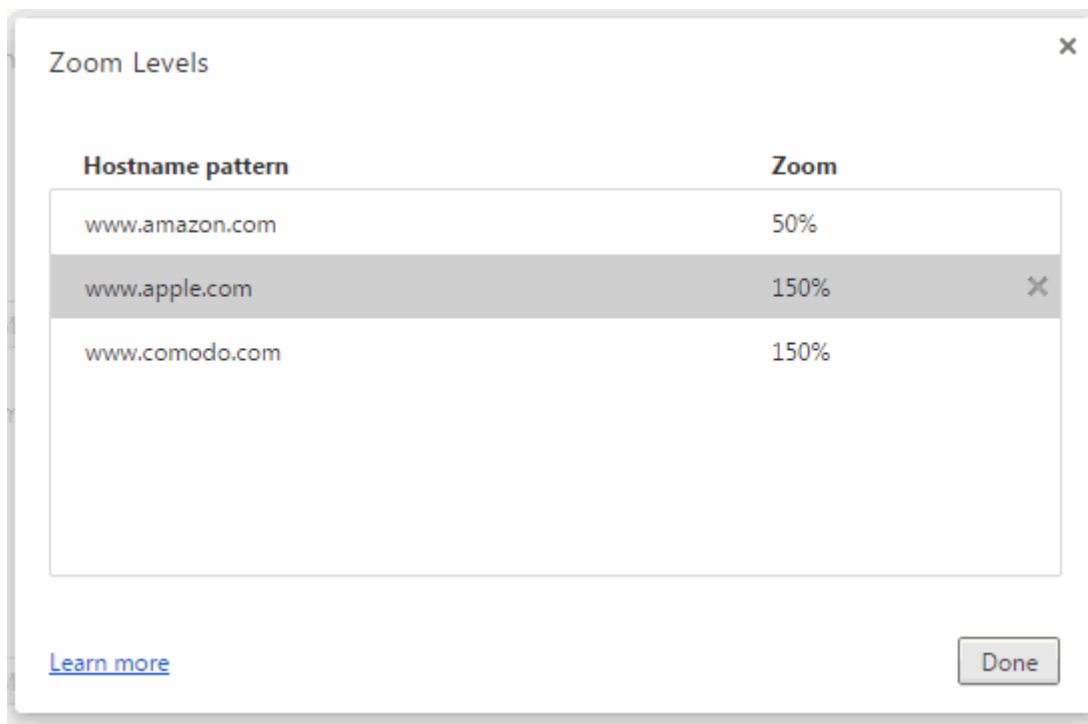 Zoom Levels
Hostname pattern Zoom
www.amazon.com 50%
www.apple.com 150%
www.comodo.com 150%
Learn more Done